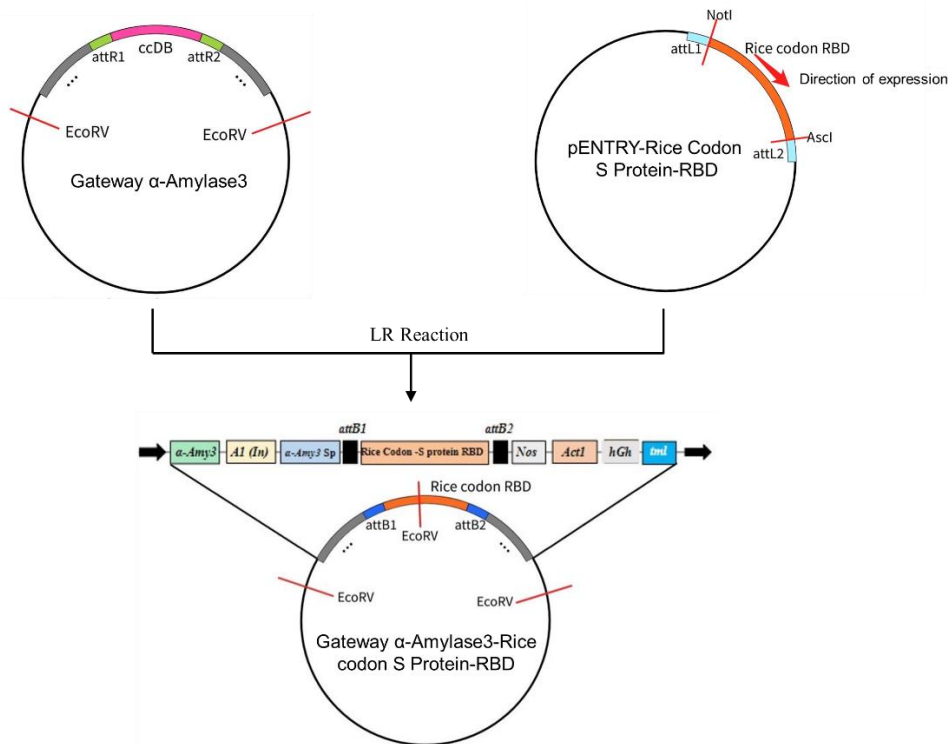 ccDB
attR1
attR2
...
...
EcoRV
EcoRV
Gateway α-Amylase3
NotI
attL1
Rice codon RBD
Direction of expression
pENTRY-Rice Codon
S Protein-RBD
AscI
attL2
LR Reaction
attB1
attB2
α-Amy3
A1 (In)
α-Amy3 Sp
Rice Codon -S protein RBD
Nos
Act1
hGh
tml
Rice codon RBD
attB1
attB2
EcoRV
...
...
EcoRV
EcoRV
Gateway α-Amylase3-Rice
codon S Protein-RBD